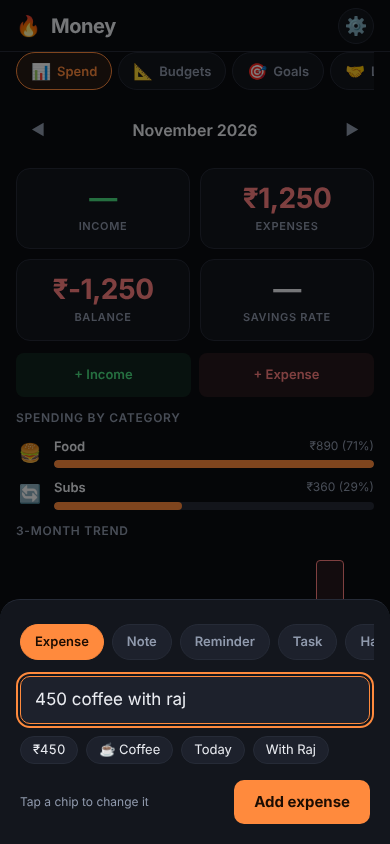 Money
Spend Budgets Goals L
November 2026
— ₹1,250
INCOME EXPENSES
₹-1,250 —
BALANCE SAVINGS RATE
+ Income + Expense
SPENDING BY CATEGORY
Food ₹890 (71%)
Subs ₹360 (29%)
3-MONTH TREND
Expense Note Reminder Task Ha
450 coffee with raj
₹450 Coffee Today With Raj
Tap a chip to change it Add expense